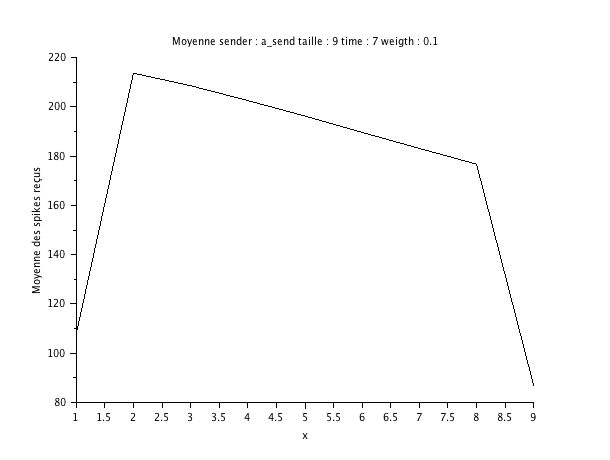 Moyenne sender : a_send taille : 9 time : 7 weigth : 0.1
220
200
180
160
140
120
100
80
Moyenne des spikes reçus
1 1.5 2 2.5 3 3.5 4 4.5 5 5.5 6 6.5 7 7.5 8 8.5 9
x